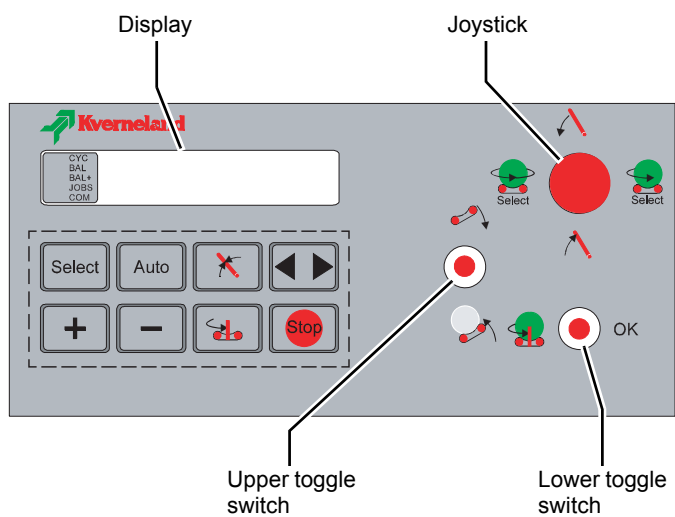 Display
Joystick
Kverneland
CYC
BAL
BAL+
JOBS
COM
Select
Select
Select
Auto
+
−
Stop
OK
Upper toggle
switch
Lower toggle
switch